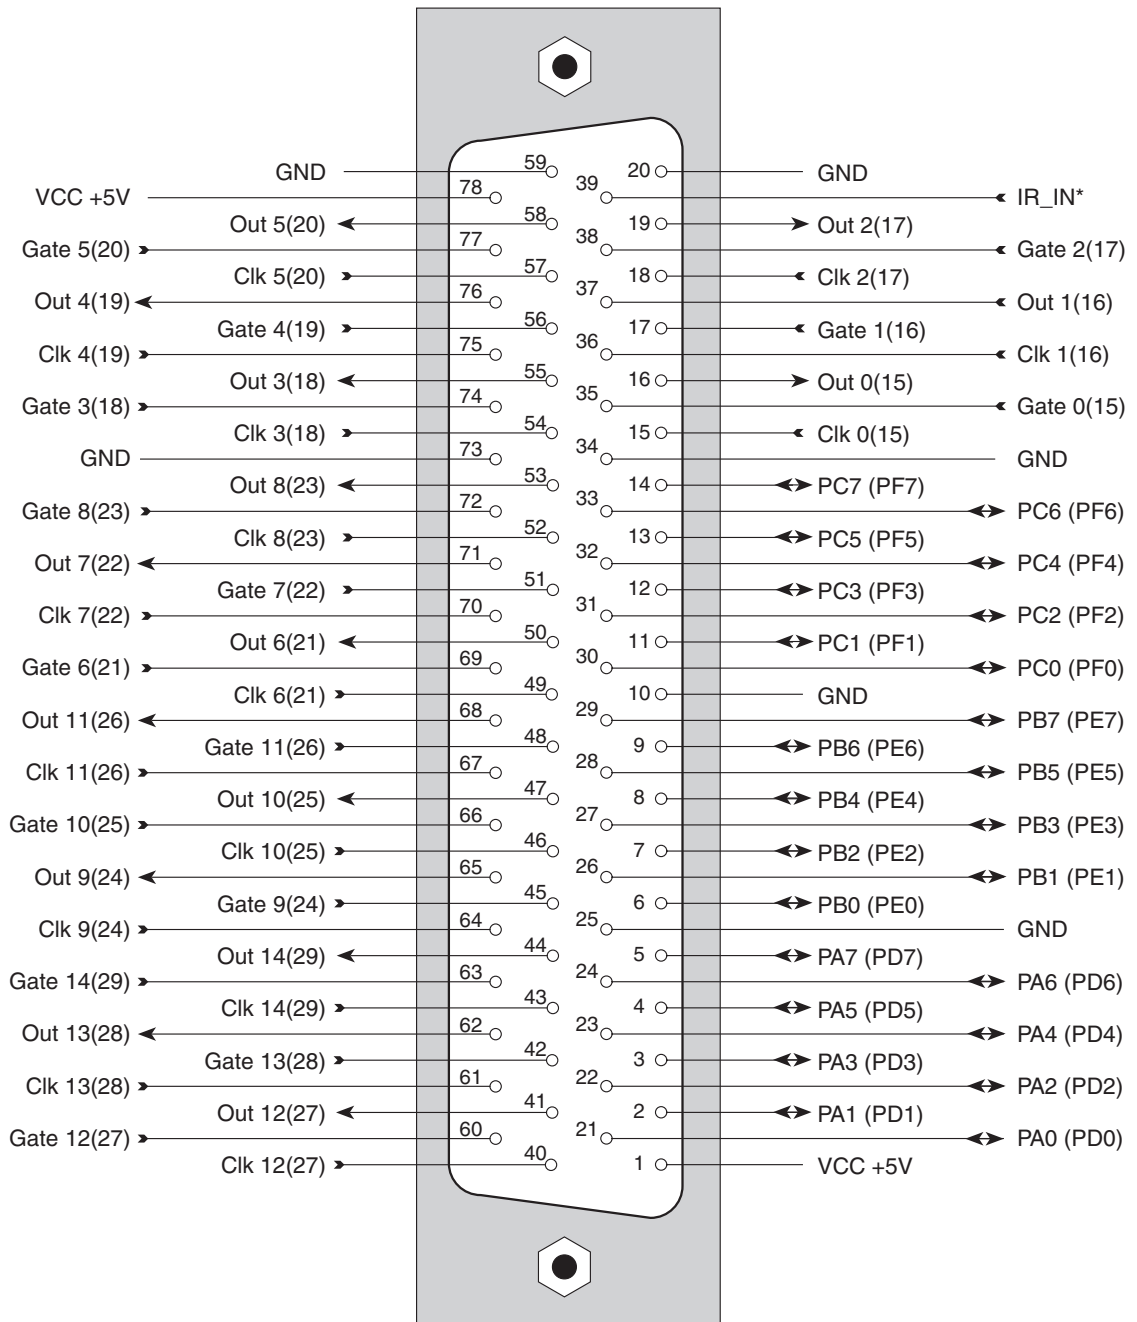 GND 59 20 GND
VCC +5V 78 39 IR_IN*
Out 5(20) 58 19 Out 2(17)
Gate 5(20) 77 38 Gate 2(17)
Clk 5(20) 57 18 Clk 2(17)
Out 4(19) 76 37 Out 1(16)
Gate 4(19) 56 17 Gate 1(16)
Clk 4(19) 75 36 Clk 1(16)
Out 3(18) 55 16 Out 0(15)
Gate 3(18) 74 35 Gate 0(15)
Clk 3(18) 54 15 Clk 0(15)
GND 73 34 GND
Out 8(23) 53 14 PC7 (PF7)
Gate 8(23) 72 33 PC6 (PF6)
Clk 8(23) 52 13 PC5 (PF5)
Out 7(22) 71 32 PC4 (PF4)
Gate 7(22) 51 12 PC3 (PF3)
Clk 7(22) 70 31 PC2 (PF2)
Out 6(21) 50 11 PC1 (PF1)
Gate 6(21) 69 30 PC0 (PF0)
Clk 6(21) 49 10 GND
Out 11(26) 68 29 PB7 (PE7)
Gate 11(26) 48 9 PB6 (PE6)
Clk 11(26) 67 28 PB5 (PE5)
Out 10(25) 47 8 PB4 (PE4)
Gate 10(25) 66 27 PB3 (PE3)
Clk 10(25) 46 7 PB2 (PE2)
Out 9(24) 65 26 PB1 (PE1)
Gate 9(24) 45 6 PB0 (PE0)
Clk 9(24) 64 25 GND
Out 14(29) 44 5 PA7 (PD7)
Gate 14(29) 63 24 PA6 (PD6)
Clk 14(29) 43 4 PA5 (PD5)
Out 13(28) 62 23 PA4 (PD4)
Gate 13(28) 42 3 PA3 (PD3)
Clk 13(28) 61 22 PA2 (PD2)
Out 12(27) 41 2 PA1 (PD1)
Gate 12(27) 60 21 PA0 (PD0)
Clk 12(27) 40 1 VCC +5V